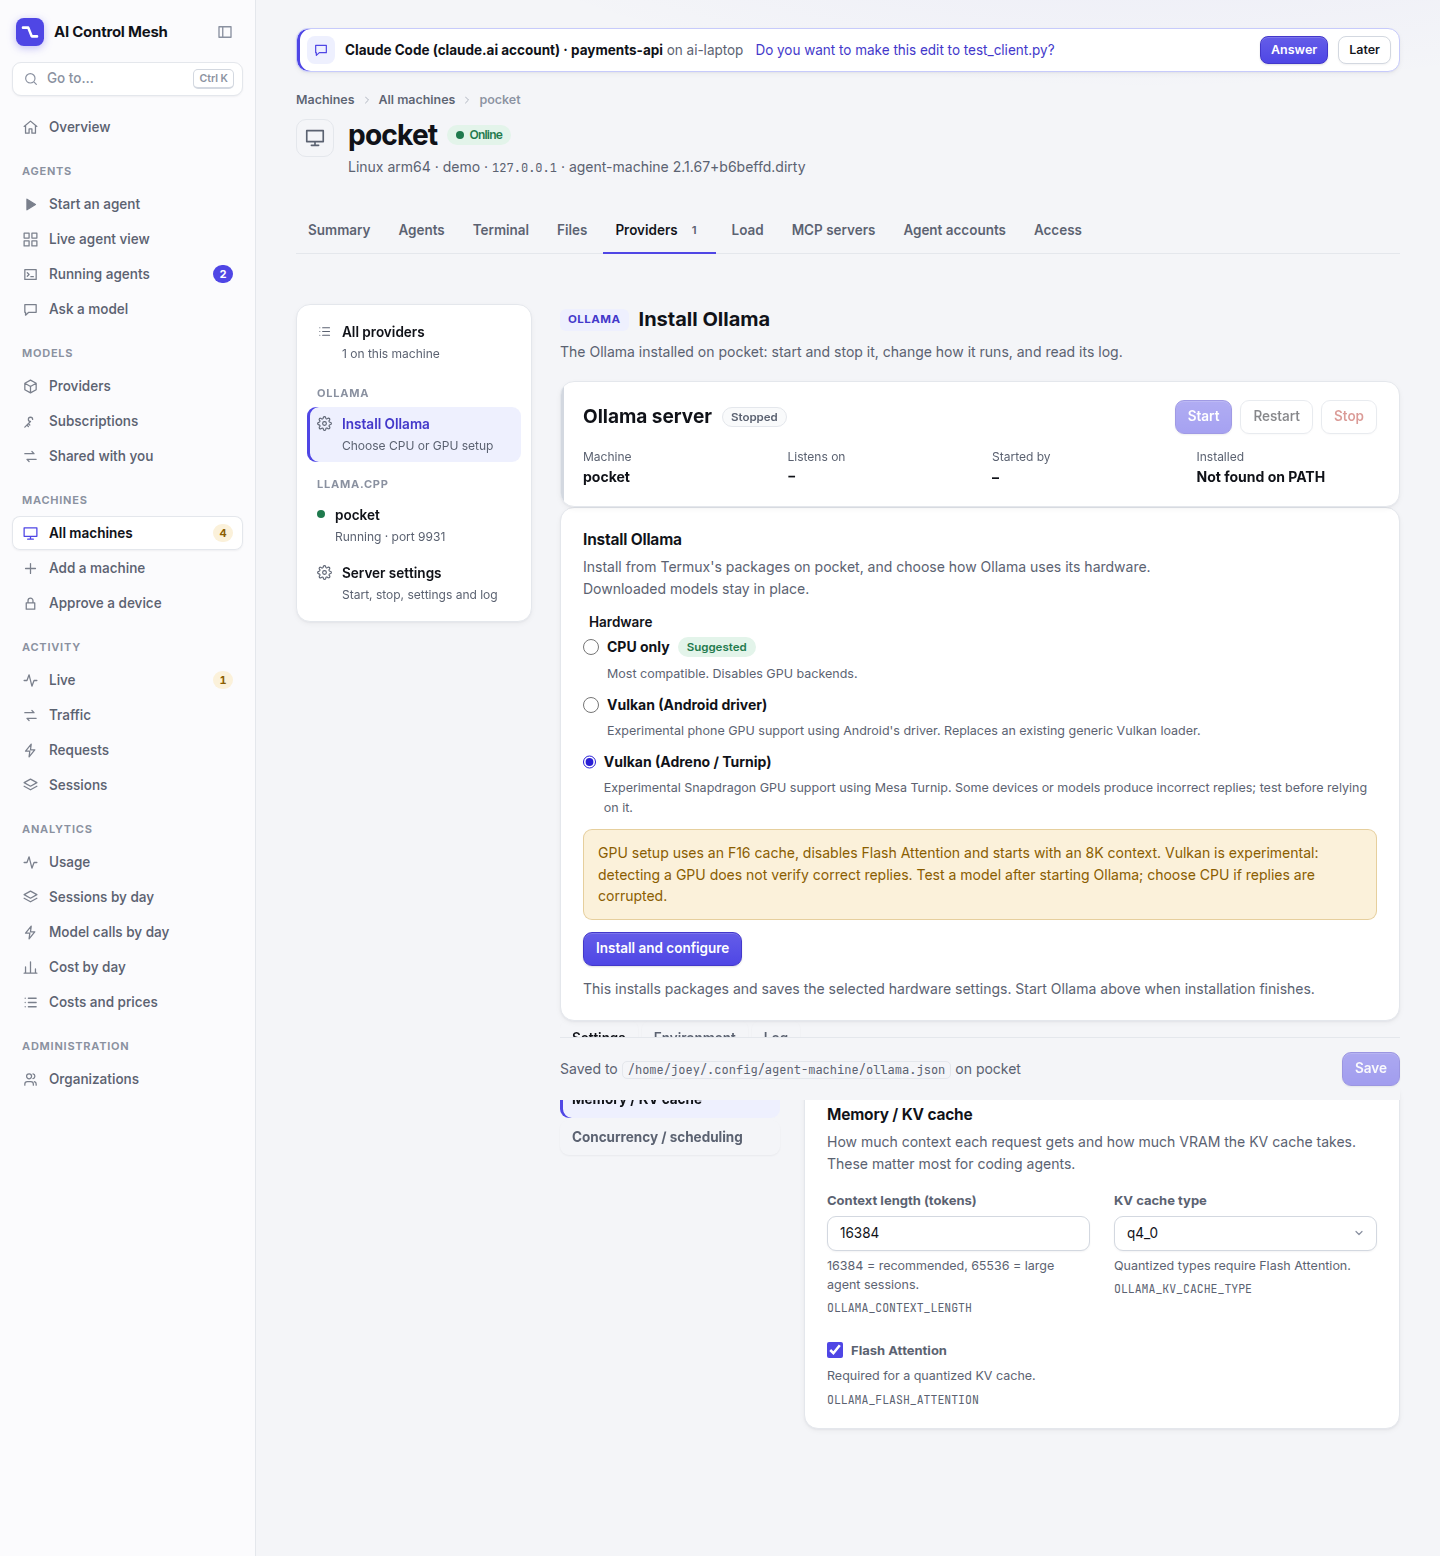 AI Control Mesh
Go to...
Ctrl K
Overview
AGENTS
Start an agent
Live agent view
Running agents 2
Ask a model
MODELS
Providers
Subscriptions
Shared with you
MACHINES
All machines 4
Add a machine
Approve a device
ACTIVITY
Live 1
Traffic
Requests
Sessions
ANALYTICS
Usage
Sessions by day
Model calls by day
Cost by day
Costs and prices
ADMINISTRATION
Organizations
Claude Code (claude.ai account) · payments-api on ai-laptop Do you want to make this edit to test_client.py?
Answer
Later
Machines > All machines > pocket
pocket
Online
Linux arm64 · demo · 127.0.0.1 · agent-machine 2.1.67+b6beffd.dirty
Summary Agents Terminal Files Providers 1 Load MCP servers Agent accounts Access
All providers
1 on this machine
OLLAMA
Install Ollama
Choose CPU or GPU setup
LLAMA.CPP
pocket
Running · port 9931
Server settings
Start, stop, settings and log
OLLAMA Install Ollama
The Ollama installed on pocket: start and stop it, change how it runs, and read its log.
Ollama server Stopped
Start Restart Stop
Machine Listens on Started by Installed
pocket – – Not found on PATH
Install Ollama
Install from Termux's packages on pocket, and choose how Ollama uses its hardware.
Downloaded models stay in place.
Hardware
CPU only Suggested
Most compatible. Disables GPU backends.
Vulkan (Android driver)
Experimental phone GPU support using Android's driver. Replaces an existing generic Vulkan loader.
Vulkan (Adreno / Turnip)
Experimental Snapdragon GPU support using Mesa Turnip. Some devices or models produce incorrect replies; test before relying
on it.
GPU setup uses an F16 cache, disables Flash Attention and starts with an 8K context. Vulkan is experimental:
detecting a GPU does not verify correct replies. Test a model after starting Ollama; choose CPU if replies are
corrupted.
Install and configure
This installs packages and saves the selected hardware settings. Start Ollama above when installation finishes.
Settings Environment Log
Saved to /home/joey/.config/agent-machine/ollama.json on pocket
Save
Memory / KV cache
Concurrency / scheduling
Memory / KV cache
How much context each request gets and how much VRAM the KV cache takes.
These matter most for coding agents.
Context length (tokens)
16384
16384 = recommended, 65536 = large
agent sessions.
OLLAMA_CONTEXT_LENGTH
KV cache type
q4_0
Quantized types require Flash Attention.
OLLAMA_KV_CACHE_TYPE
Flash Attention
Required for a quantized KV cache.
OLLAMA_FLASH_ATTENTION